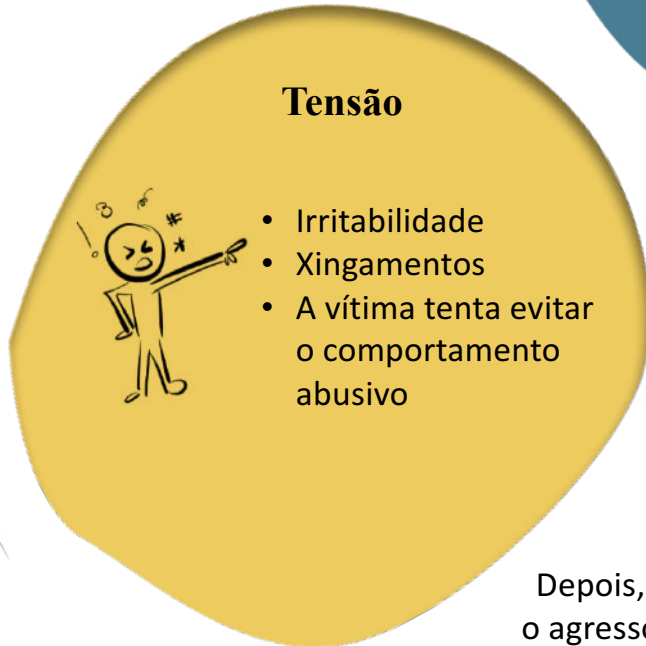 Tensão
• Irritabilidade
• Xingamentos
• A vítima tenta evitar
o comportamento
abusivo
Depois,
o agresso